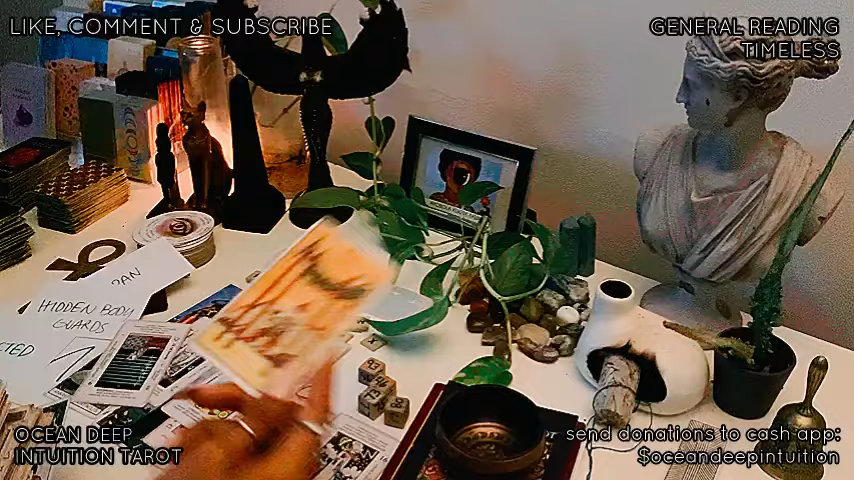 LIKE, COMMENT & SUBSCRIBE
GENERAL READING
TIMELESS
PAN
HIDDEN BODY
GUARDS
CTED
OCEAN DEEP
INTUITION TAROT
send donations to cash app:
$oceandeepintuition